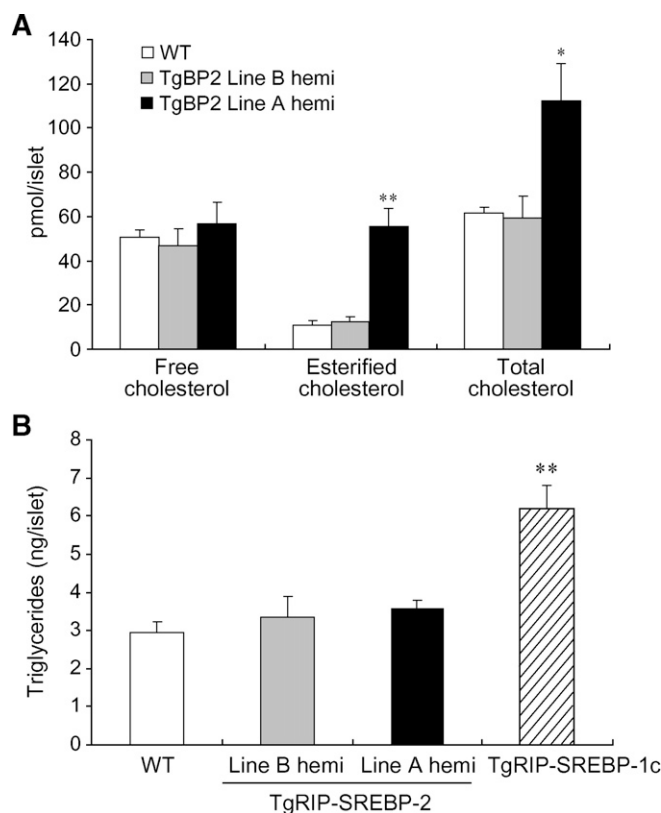 A
140
120
100
80
60
40
20
0
pmol/islet
WT
TgBP2 Line B hemi
TgBP2 Line A hemi
**
*
Free
cholesterol
Esterified
cholesterol
Total
cholesterol
B
8
7
6
5
4
3
2
1
0
Triglycerides (ng/islet)
**
WT
Line B hemi
Line A hemi
TgRIP-SREBP-1c
TgRIP-SREBP-2